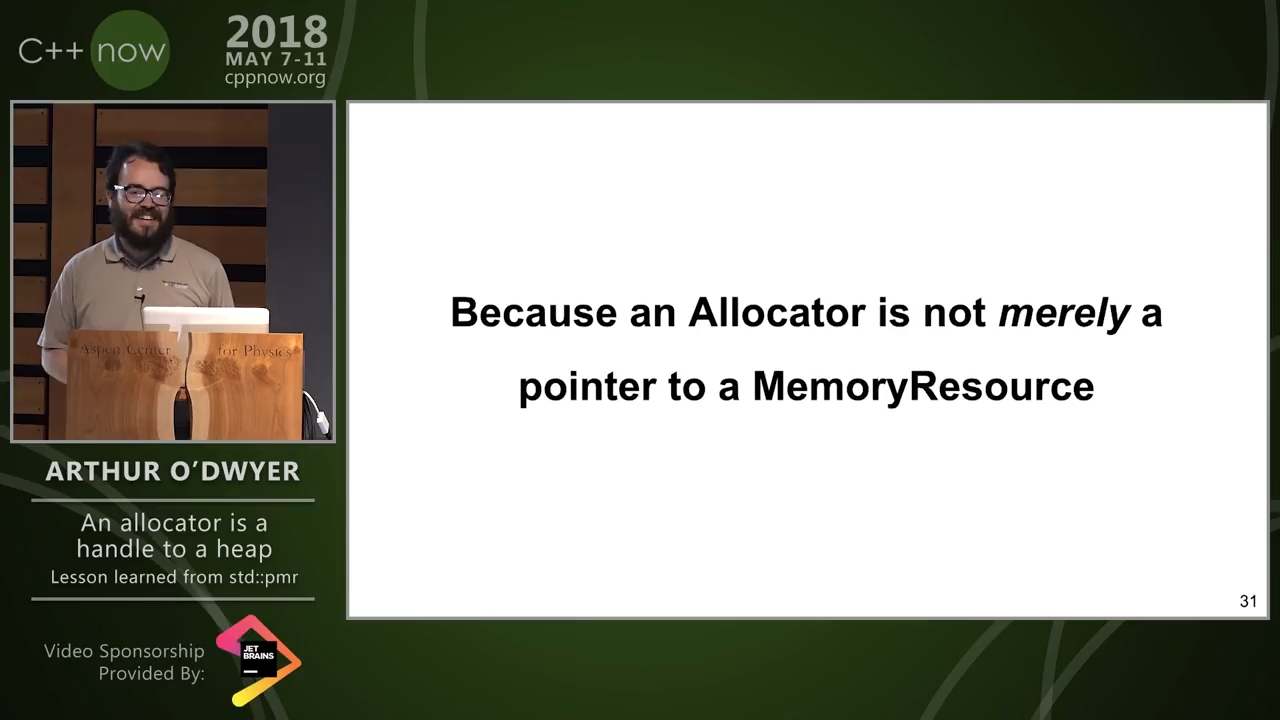 C++ now
2018
MAY 7-11
cppnow.org
Aspen Center for Physics
Because an Allocator is not merely a
pointer to a MemoryResource
31
ARTHUR O'DWYER
An allocator is a
handle to a heap
Lesson learned from std::pmr
Video Sponsorship
Provided By:
JET
BRAINS